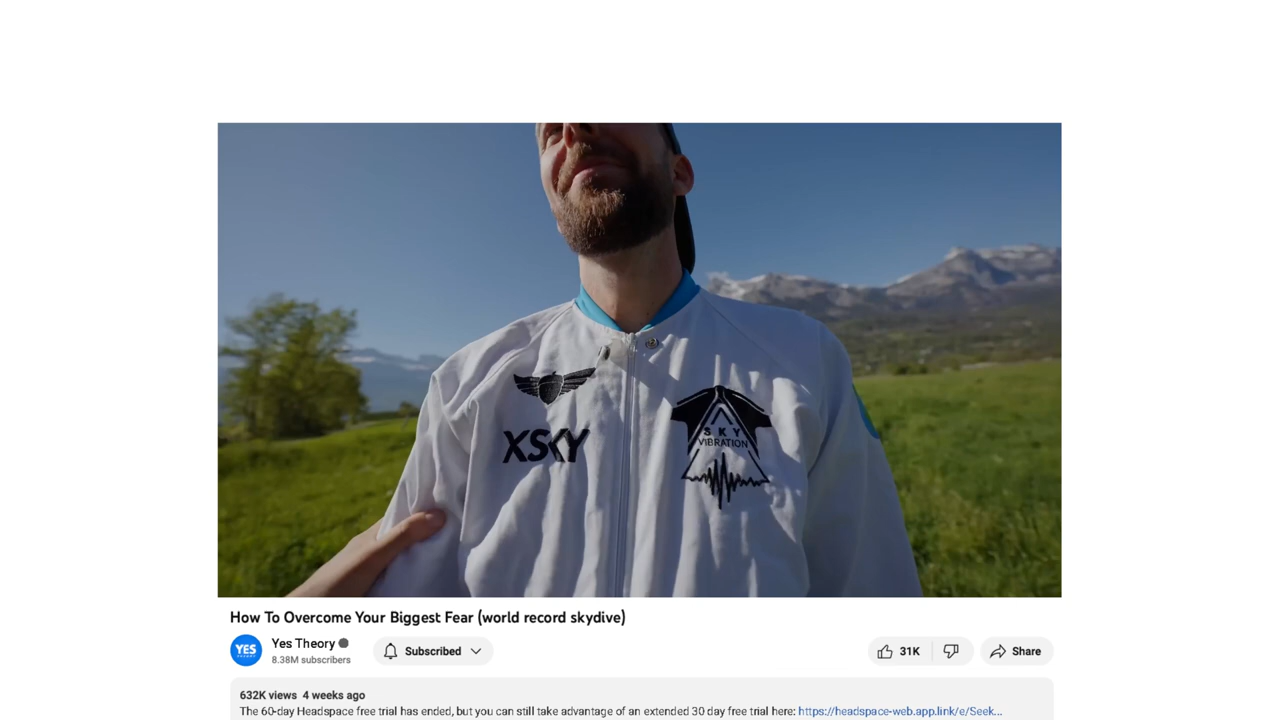 XSKY
SKY
VIBRATION
How To Overcome Your Biggest Fear (world record skydive)
YES
Yes Theory
8.38M subscribers
Subscribed
31K
Share
632K views 4 weeks ago
The 60-day Headspace free trial has ended, but you can still take advantage of an extended 30 day free trial here: https://headspace-web.app.link/e/Seek...